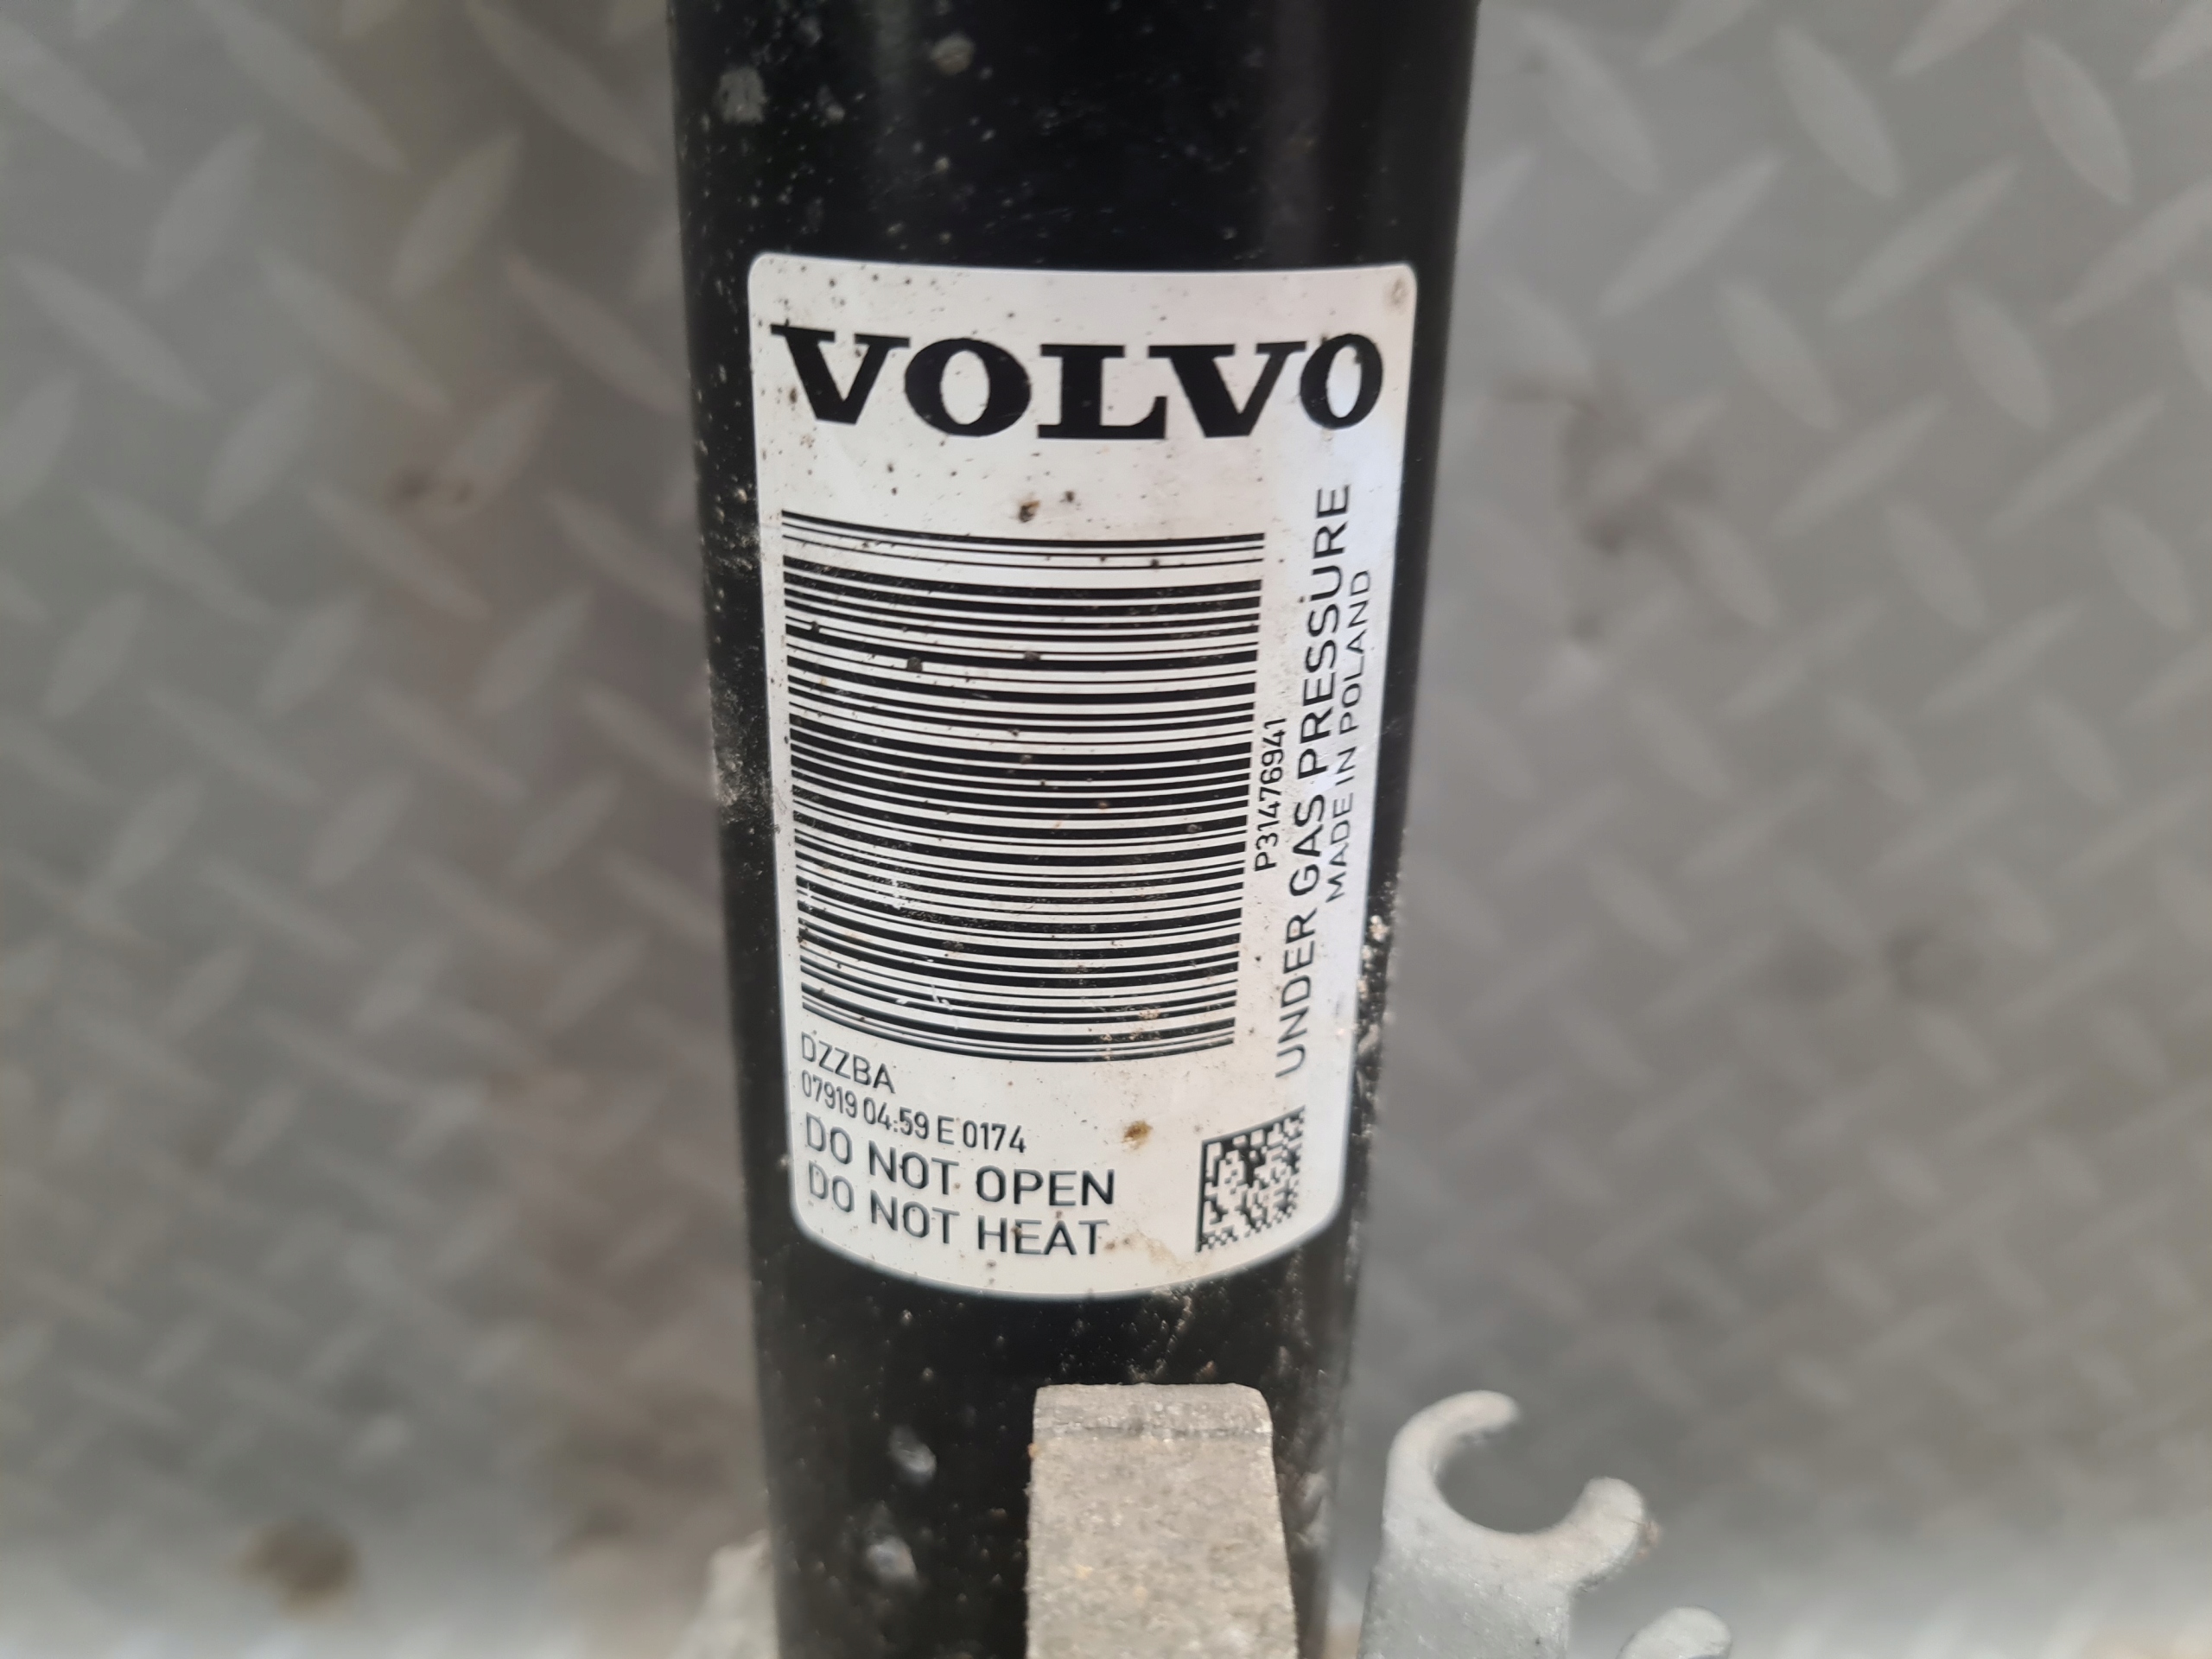 VOLVO
P31476941
UNDER GAS PRESSURE
MADE IN POLAND
DZZBA
07919 04:59 E 0174
DO NOT OPEN
DO NOT HEAT